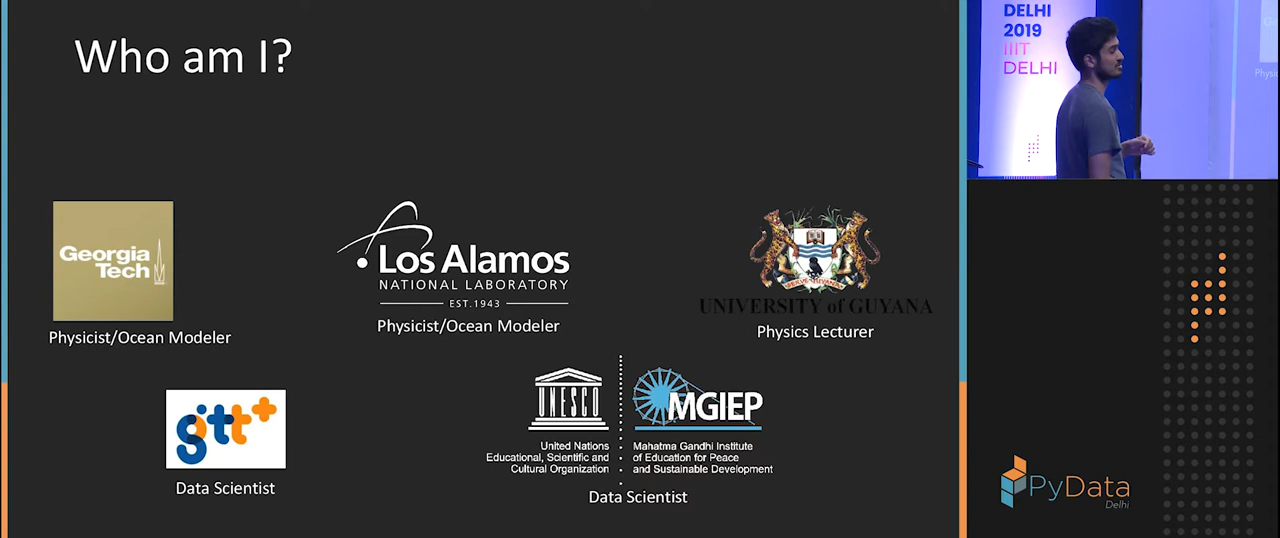 Who am I?
Georgia
Tech
Physicist/Ocean Modeler
Los Alamos
NATIONAL LABORATORY
EST.1943
Physicist/Ocean Modeler
UNIVERSITY of GUYANA
Physics Lecturer
gtt+
Data Scientist
UNESCO
United Nations
Educational, Scientific and
Cultural Organization
MGIEP
Mahatma Gandhi Institute
of Education for Peace
and Sustainable Development
Data Scientist
DELHI
2019
IIIT
DELHI
PyData
Delhi